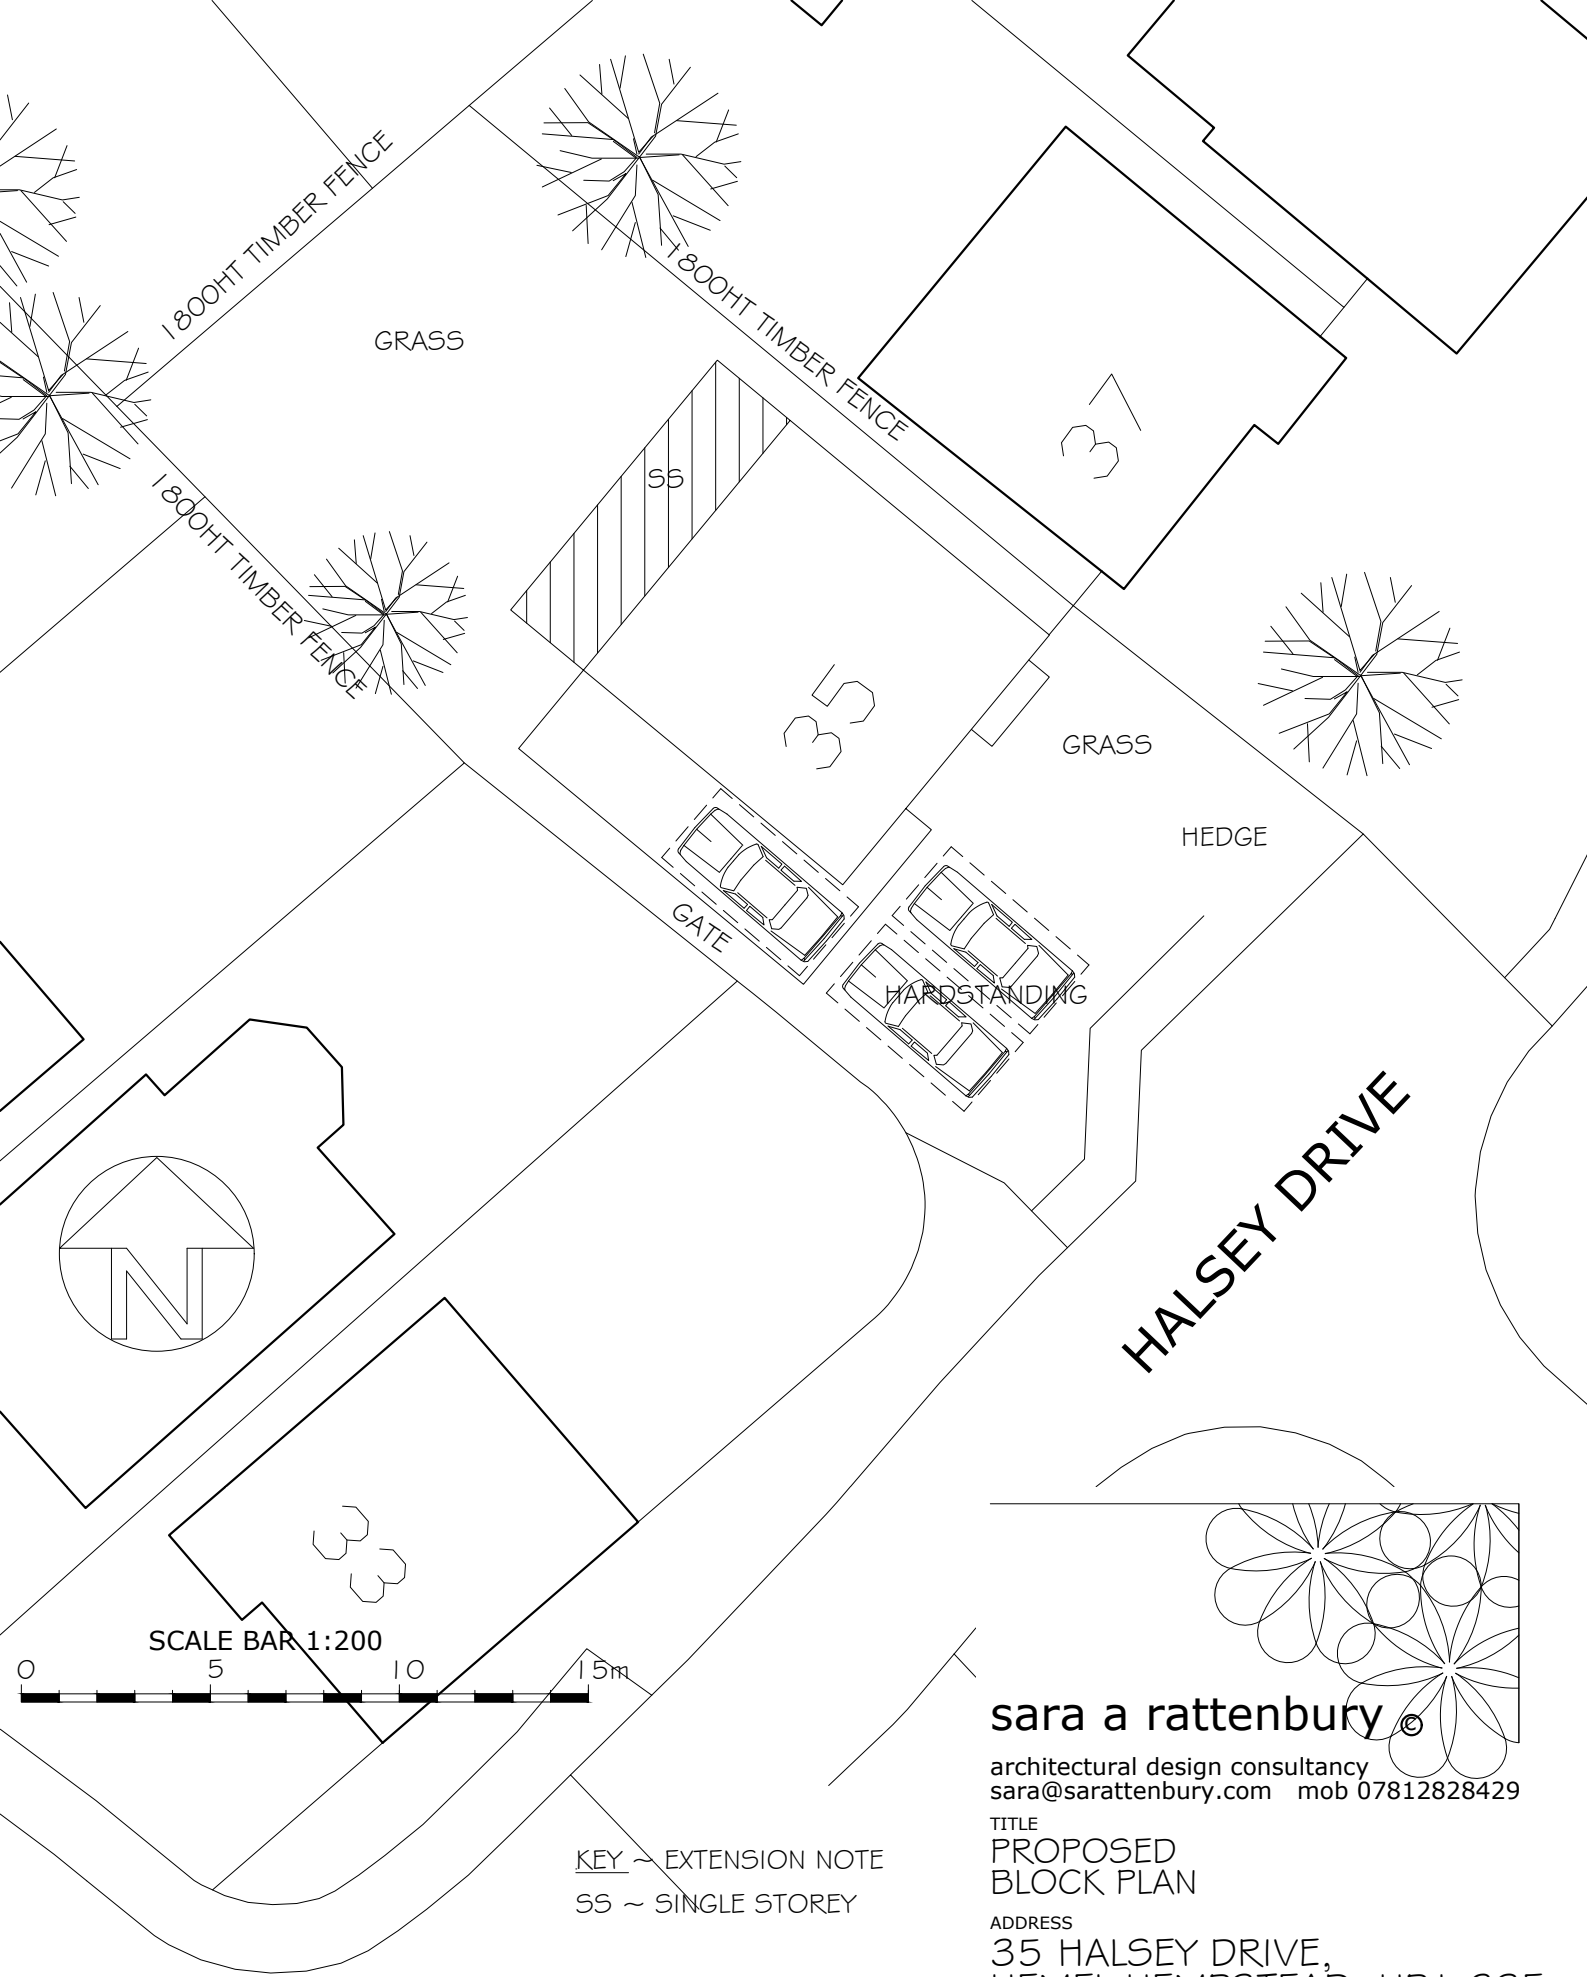 1800HT TIMBER FENCE
1800HT TIMBER FENCE
GRASS
37
SS
1800HT TIMBER FENCE
35
GRASS
HEDGE
GATE
HARDSTANDING
HALSEY DRIVE
N
33
SCALE BAR 1:200
0 5 10 15m
sara a rattenbury ©
architectural design consultancy
sara@sarattenbury.com mob 07812828429
TITLE
PROPOSED
BLOCK PLAN
KEY ~ EXTENSION NOTE
SS ~ SINGLE STOREY
ADDRESS
35 HALSEY DRIVE,
HEMEL HEMPSTEAD